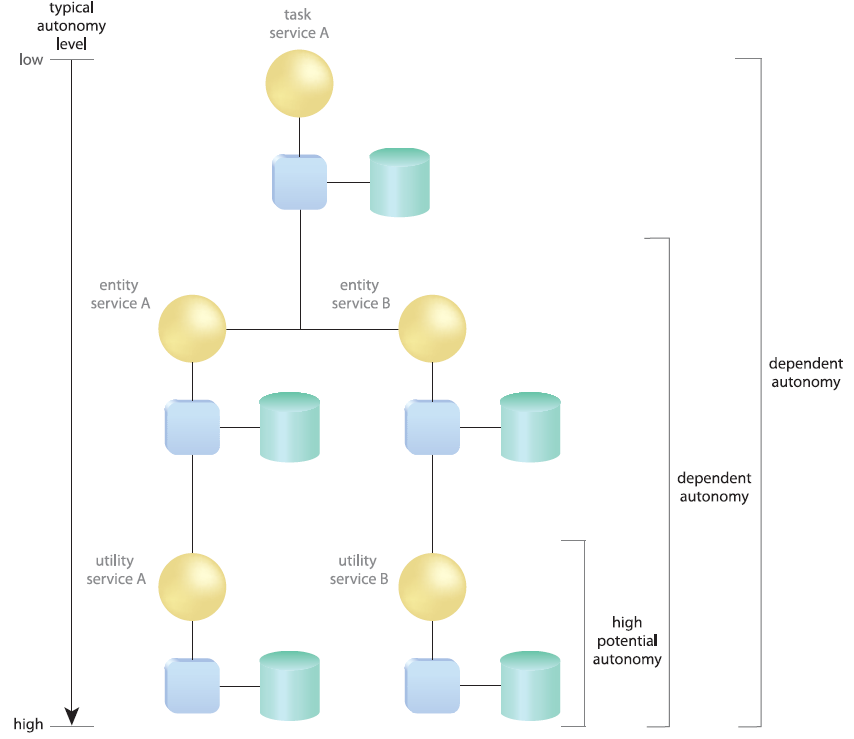 typical
autonomy
level
low
task
service A
entity
service A
entity
service B
dependent
autonomy
dependent
autonomy
utility
service A
utility
service B
high
potential
autonomy
high